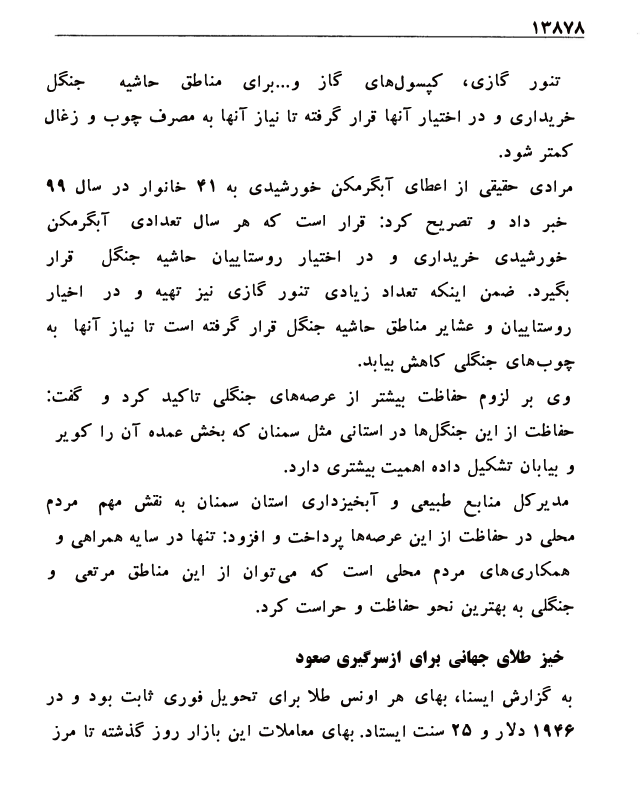 ۱۳۸۷۸
تنور گازی، کپسول‌های گاز و...برای مناطق حاشیه جنگل
خریداری و در اختیار آنها قرار گرفته تا نیاز آنها به مصرف چوب و زغال
کمتر شود.
مرادی حقیقی از اعطای آبگرمکن خورشیدی به ۴۱ خانوار در سال ۹۹
خبر داد و تصریح کرد: قرار است که هر سال تعدادی آبگرمکن
خورشیدی خریداری و در اختیار روستاییان حاشیه جنگل قرار
بگیرد. ضمن اینکه تعداد زیادی تنور گازی نیز تهیه و در اخیار
روستاییان و عشایر مناطق حاشیه جنگل قرار گرفته است تا نیاز آنها به
چوب‌های جنگلی کاهش بیابد.
وی بر لزوم حفاظت بیشتر از عرصه‌های جنگلی تاکید کرد و گفت:
حفاظت از این جنگل‌ها در استانی مثل سمنان که بخش عمده آن را کویر
و بیابان تشکیل داده اهمیت بیشتری دارد.
مدیرکل منابع طبیعی و آبخیزداری استان سمنان به نقش مهم مردم
محلی در حفاظت از این عرصه‌ها پرداخت و افزود: تنها در سایه همراهی و
همکاری‌های مردم محلی است که می‌توان از این مناطق مرتعی و
جنگلی به بهترین نحو حفاظت و حراست کرد.
خیز طلای جهانی برای ازسرگیری صعود
به گزارش ایسنا، بهای هر اونس طلا برای تحویل فوری ثابت بود و در
۱۹۴۶ دلار و ۲۵ سنت ایستاد. بهای معاملات این بازار روز گذشته تا مرز